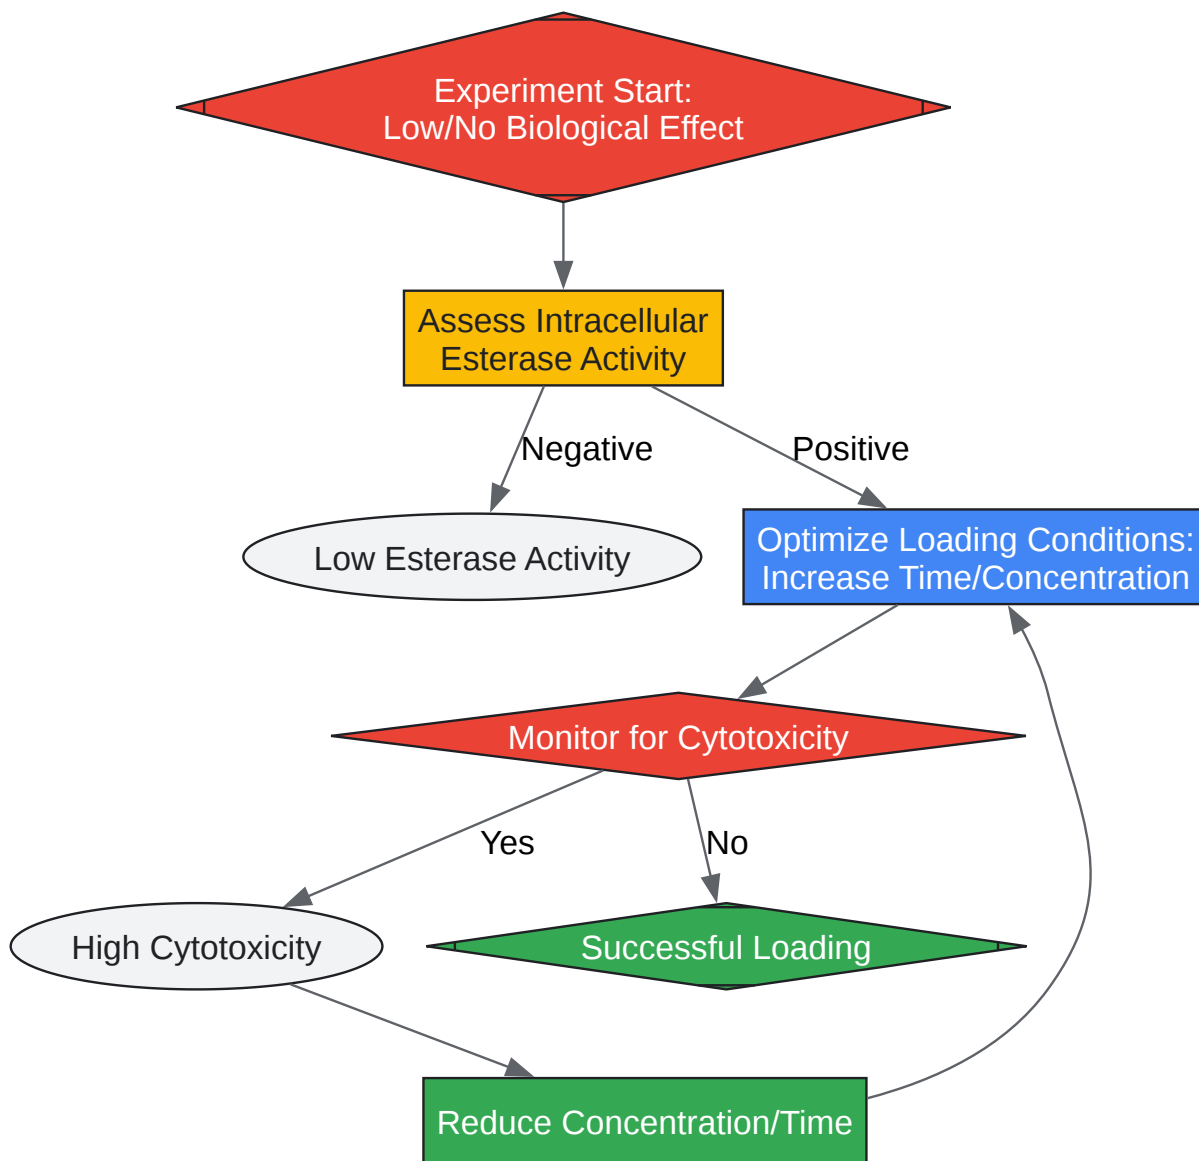 Experiment Start:
Low/No Biological Effect
Assess Intracellular
Esterase Activity
Negative
Positive
Low Esterase Activity
Optimize Loading Conditions:
Increase Time/Concentration
Monitor for Cytotoxicity
Yes
No
High Cytotoxicity
Successful Loading
Reduce Concentration/Time